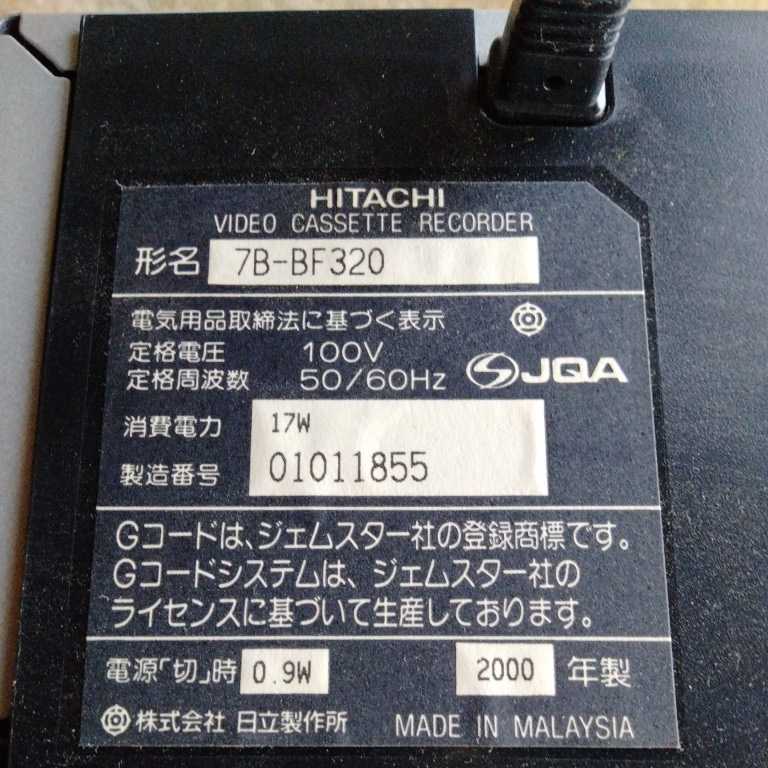 HITACHI
VIDEO CASSETTE RECORDER
形名 7B-BF320
電気用品取締法に基づく表示
定格電圧 100V
定格周波数 50/60Hz
JQA
消費電力 17W
製造番号 01011855
Gコードは、ジェムスター社の登録商標です。
Gコードシステムは、ジェムスター社の
ライセンスに基づいて生産しております。
電源「切」時 0.9W 2000 年製
株式会社 日立製作所 MADE IN MALAYSIA